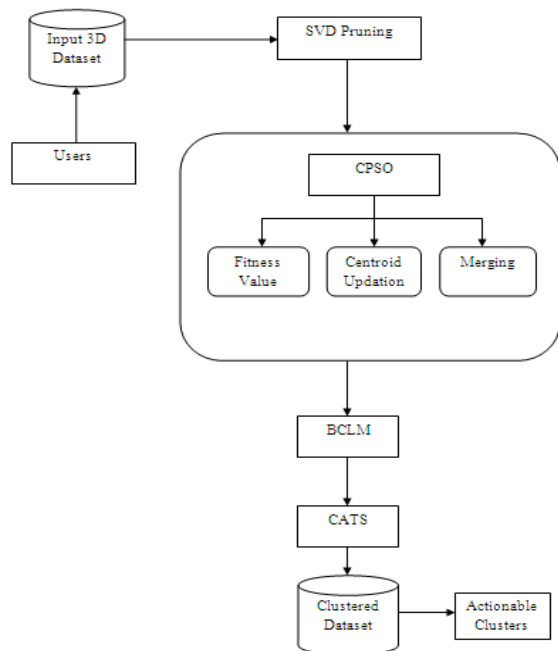 Input 3D
Dataset
SVD Pruning
Users
CPSO
Fitness
Value
Centroid
Updation
Merging
BCLM
CATS
Clustered
Dataset
Actionable
Clusters